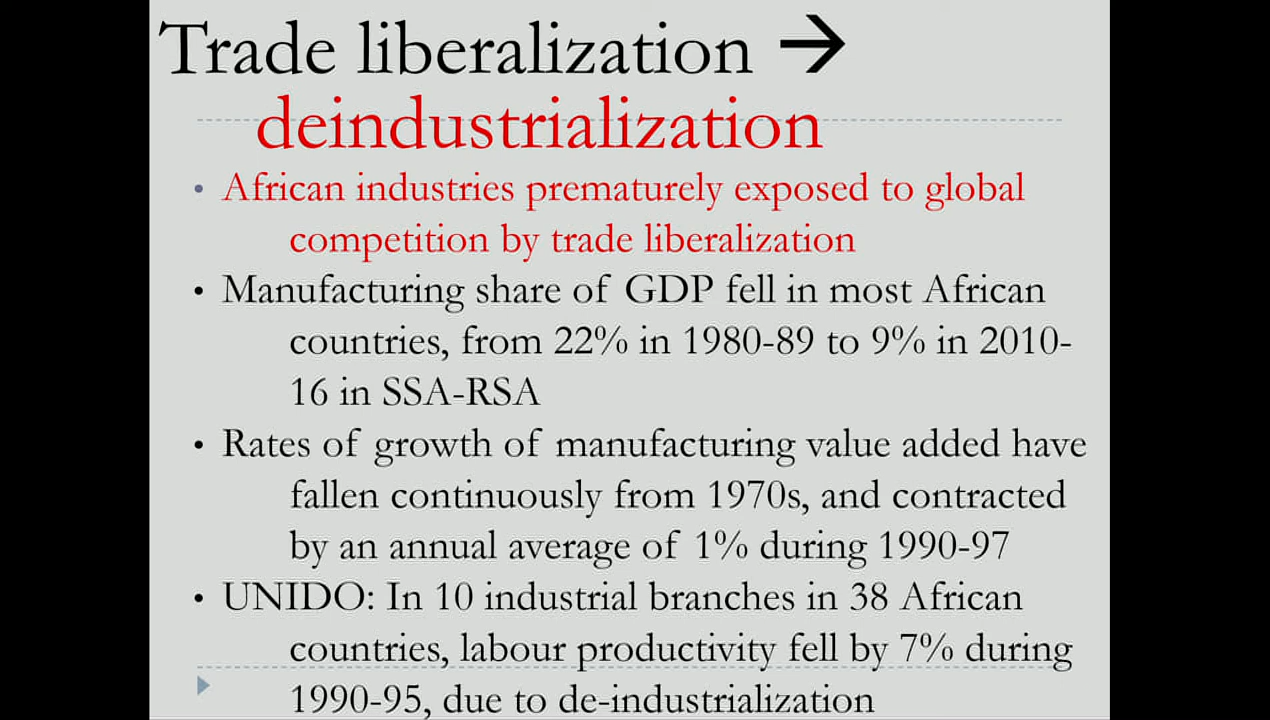 Trade liberalization →
deindustrialization
• African industries prematurely exposed to global
competition by trade liberalization
• Manufacturing share of GDP fell in most African
countries, from 22% in 1980-89 to 9% in 2010-
16 in SSA-RSA
• Rates of growth of manufacturing value added have
fallen continuously from 1970s, and contracted
by an annual average of 1% during 1990-97
• UNIDO: In 10 industrial branches in 38 African
countries, labour productivity fell by 7% during
1990-95, due to de-industrialization